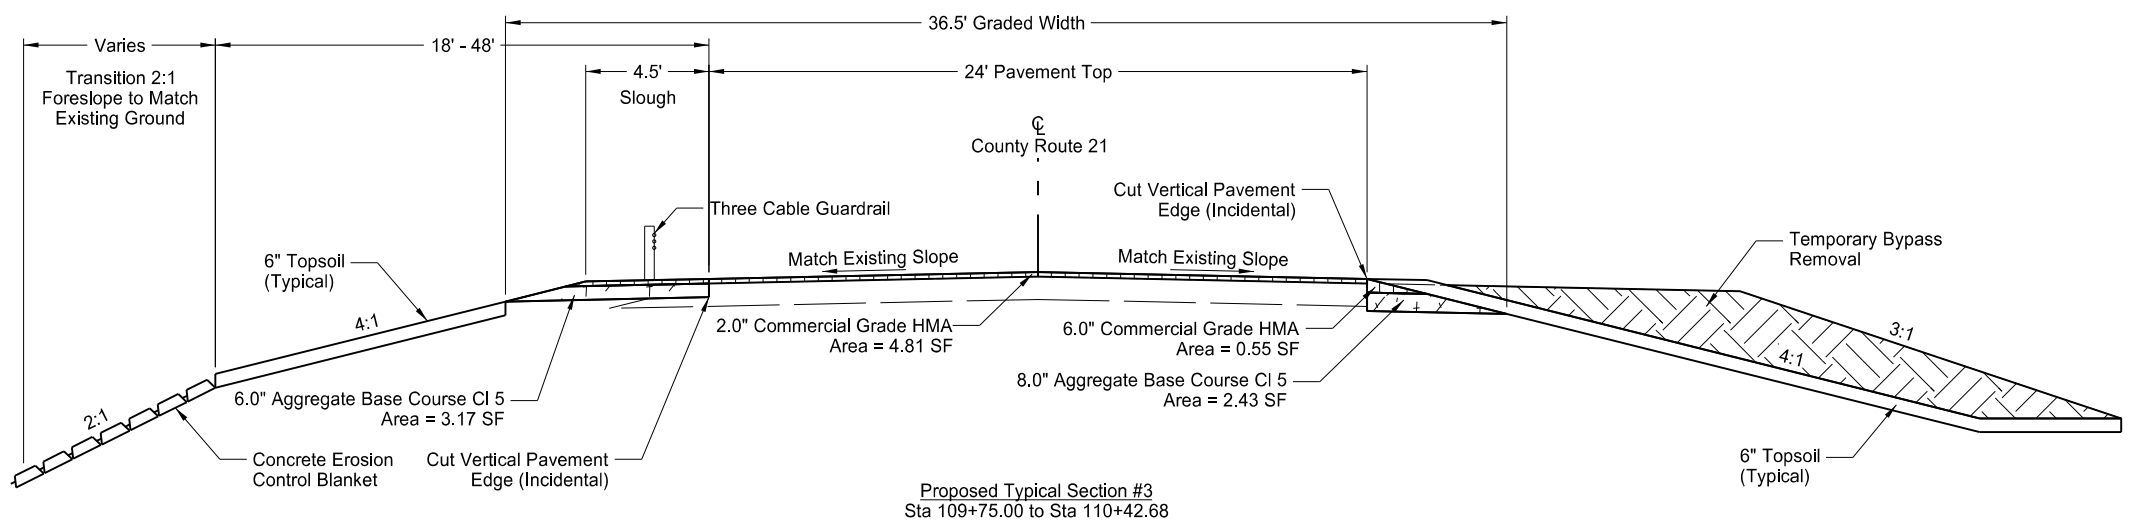 36.5' Graded Width
Varies
18' - 48'
Transition 2:1
Foreslope to Match
Existing Ground
4.5'
Slough
24' Pavement Top
℄
County Route 21
Cut Vertical Pavement
Edge (Incidental)
Three Cable Guardrail
Temporary Bypass
Removal
6" Topsoil
(Typical)
Match Existing Slope
Match Existing Slope
4:1
2.0" Commercial Grade HMA
Area = 4.81 SF
6.0" Commercial Grade HMA
Area = 0.55 SF
3:1
4:1
8.0" Aggregate Base Course Cl 5
Area = 2.43 SF
6.0" Aggregate Base Course Cl 5
Area = 3.17 SF
2:1
Concrete Erosion
Control Blanket
Cut Vertical Pavement
Edge (Incidental)
6" Topsoil
(Typical)
Proposed Typical Section #3
Sta 109+75.00 to Sta 110+42.68